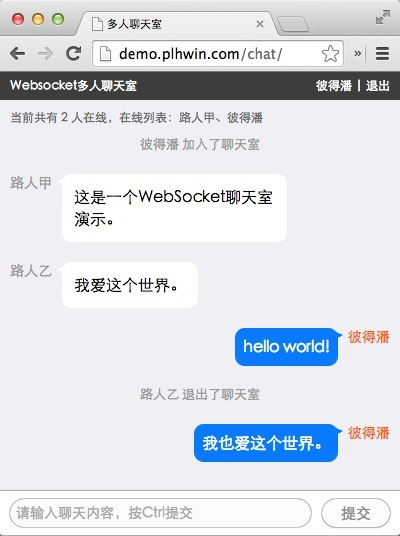 多人聊天室
demo.plhwin.com/chat/
Websocket多人聊天室 彼得潘 | 退出
当前共有 2 人在线，在线列表：路人甲、彼得潘
彼得潘 加入了聊天室
路人甲
这是一个WebSocket聊天室
演示。
路人乙
我爱这个世界。
hello world!
彼得潘
路人乙 退出了聊天室
我也爱这个世界。
彼得潘
请输入聊天内容，按Ctrl提交
提交